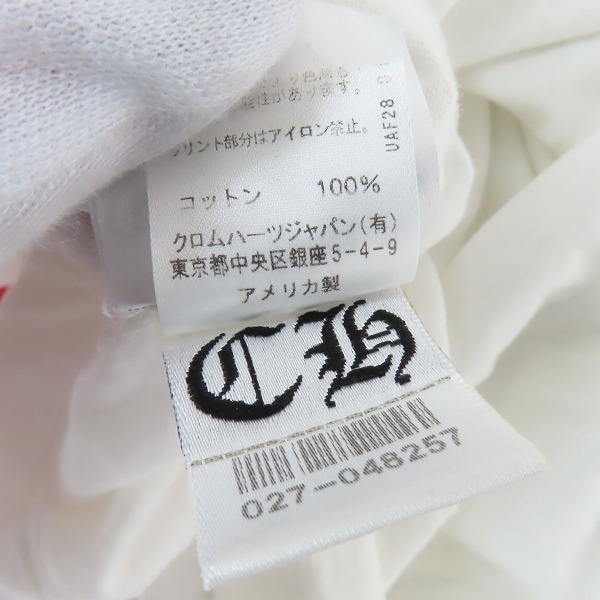 性があります。
プリント部分はアイロン禁止。
UAF28
コットン 100%
クロムハーツジャパン(有)
東京都中央区銀座5-4-9
アメリカ製
CH
027-048257